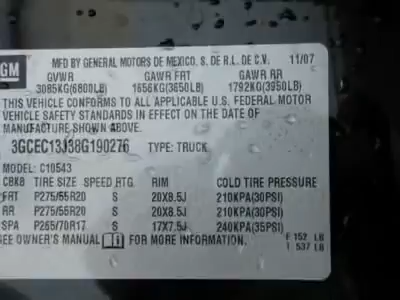 GM
MFD BY GENERAL MOTORS DE MEXICO, S. DE R.L. DE C.V. 11/07
GVWR GAWR FRT GAWR RR
3085KG(6800LB) 1656KG(3650LB) 1792KG(3950LB)
THIS VEHICLE CONFORMS TO ALL APPLICABLE U.S. FEDERAL MOTOR
VEHICLE SAFETY STANDARDS IN EFFECT ON THE DATE OF
MANUFACTURE SHOWN ABOVE.
3GCEC13J38G190276 TYPE: TRUCK
C10543
TIRE SIZE SPEED RTG. RIM COLD TIRE PRESSURE
FRT P275/55R20 S 20X8.5J 210KPA(30PSI)
RR P275/55R20 S 20X8.5J 210KPA(30PSI)
SPA P265/70R17 S 17X7.5J 240KPA(35PSI)
SEE OWNER'S MANUAL FOR MORE INFORMATION.
F 152 LB
537 LB